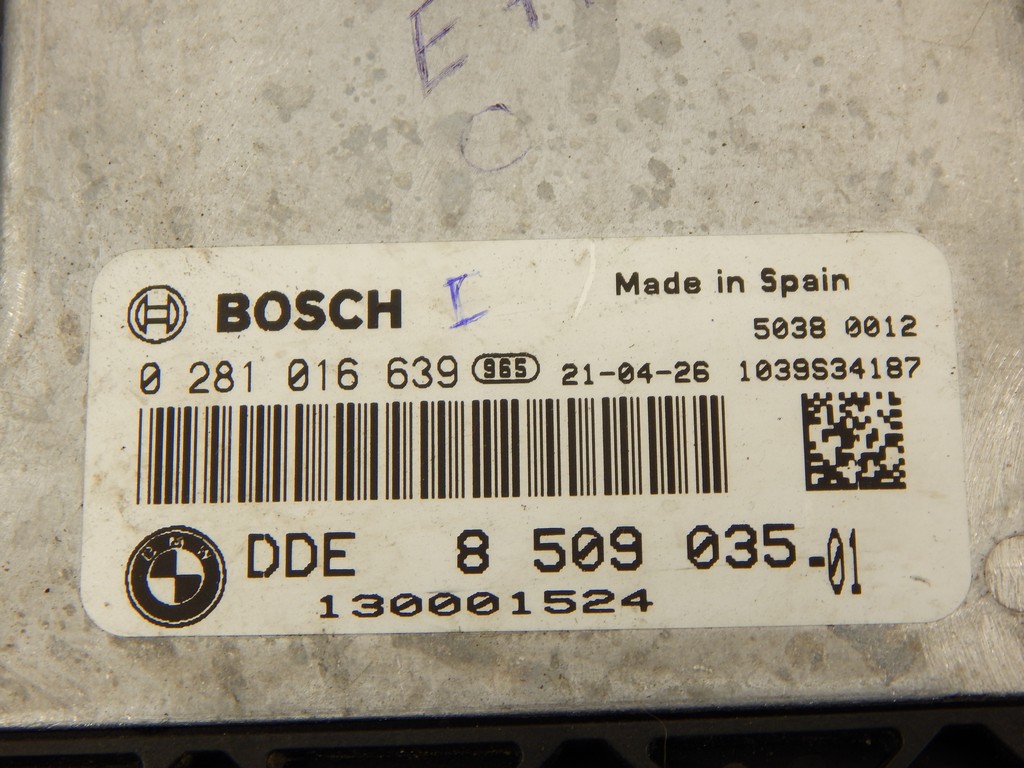 E
C
BOSCH I Made in Spain
5038 0012
0 281 016 639 965 21-04-26 1039S34187
BMW DDE 8 509 035-01
130001524